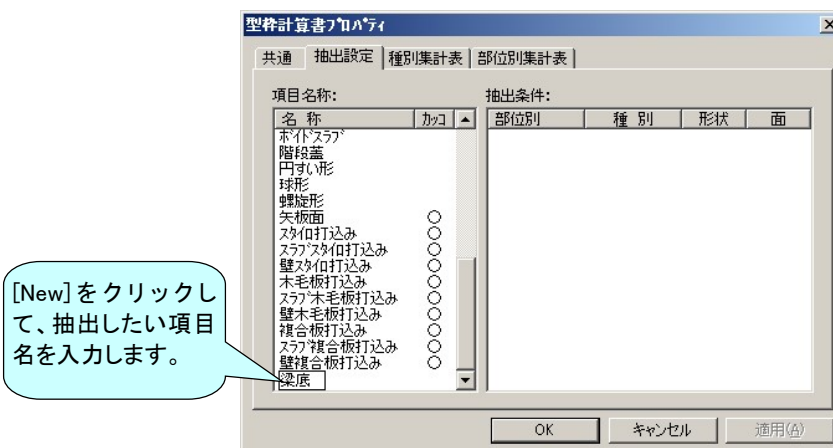 型枠計算書ﾌﾟﾛﾊﾟﾃｨ
共通 抽出設定 種別集計表 部位別集計表
項目名称: 抽出条件:
名 称 ｶｯｺ 部位別 種 別 形状 面
ﾎﾞｲﾄﾞｽﾗﾌﾞ
階段蓋
円すい形
球形
螺旋形
矢板面 ○
ｽﾀｲﾛ打込み ○
ｽﾗﾌﾞｽﾀｲﾛ打込み ○
壁ｽﾀｲﾛ打込み ○
木毛板打込み ○
ｽﾗﾌﾞ木毛板打込み ○
壁木毛板打込み ○
複合板打込み ○
ｽﾗﾌﾞ複合板打込み ○
壁複合板打込み ○
梁底
[New]をクリックし
て、抽出したい項目
名を入力します。
OK キャンセル 適用(A)